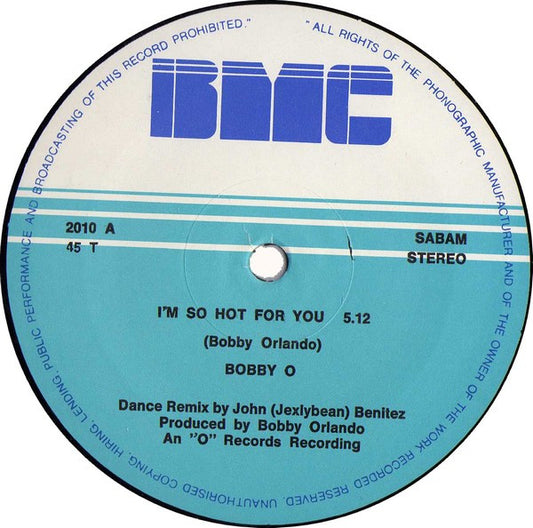 " ALL RIGHTS OF THE PHONOGRAPHIC MANUFACTURER AND OF THE OWNER OF THE WORK RECORDED RESERVED. UNAUTHORISED COPYING, HIRING, LENDING, PUBLIC PERFORMANCE AND BROADCASTING OF THIS RECORD PROHIBITED."
BMC
2010 A
45 T
SABAM
STEREO
I'M SO HOT FOR YOU 5.12
(Bobby Orlando)
BOBBY O
Dance Remix by John (Jexlybean) Benitez
Produced by Bobby Orlando
An "O" Records Recording